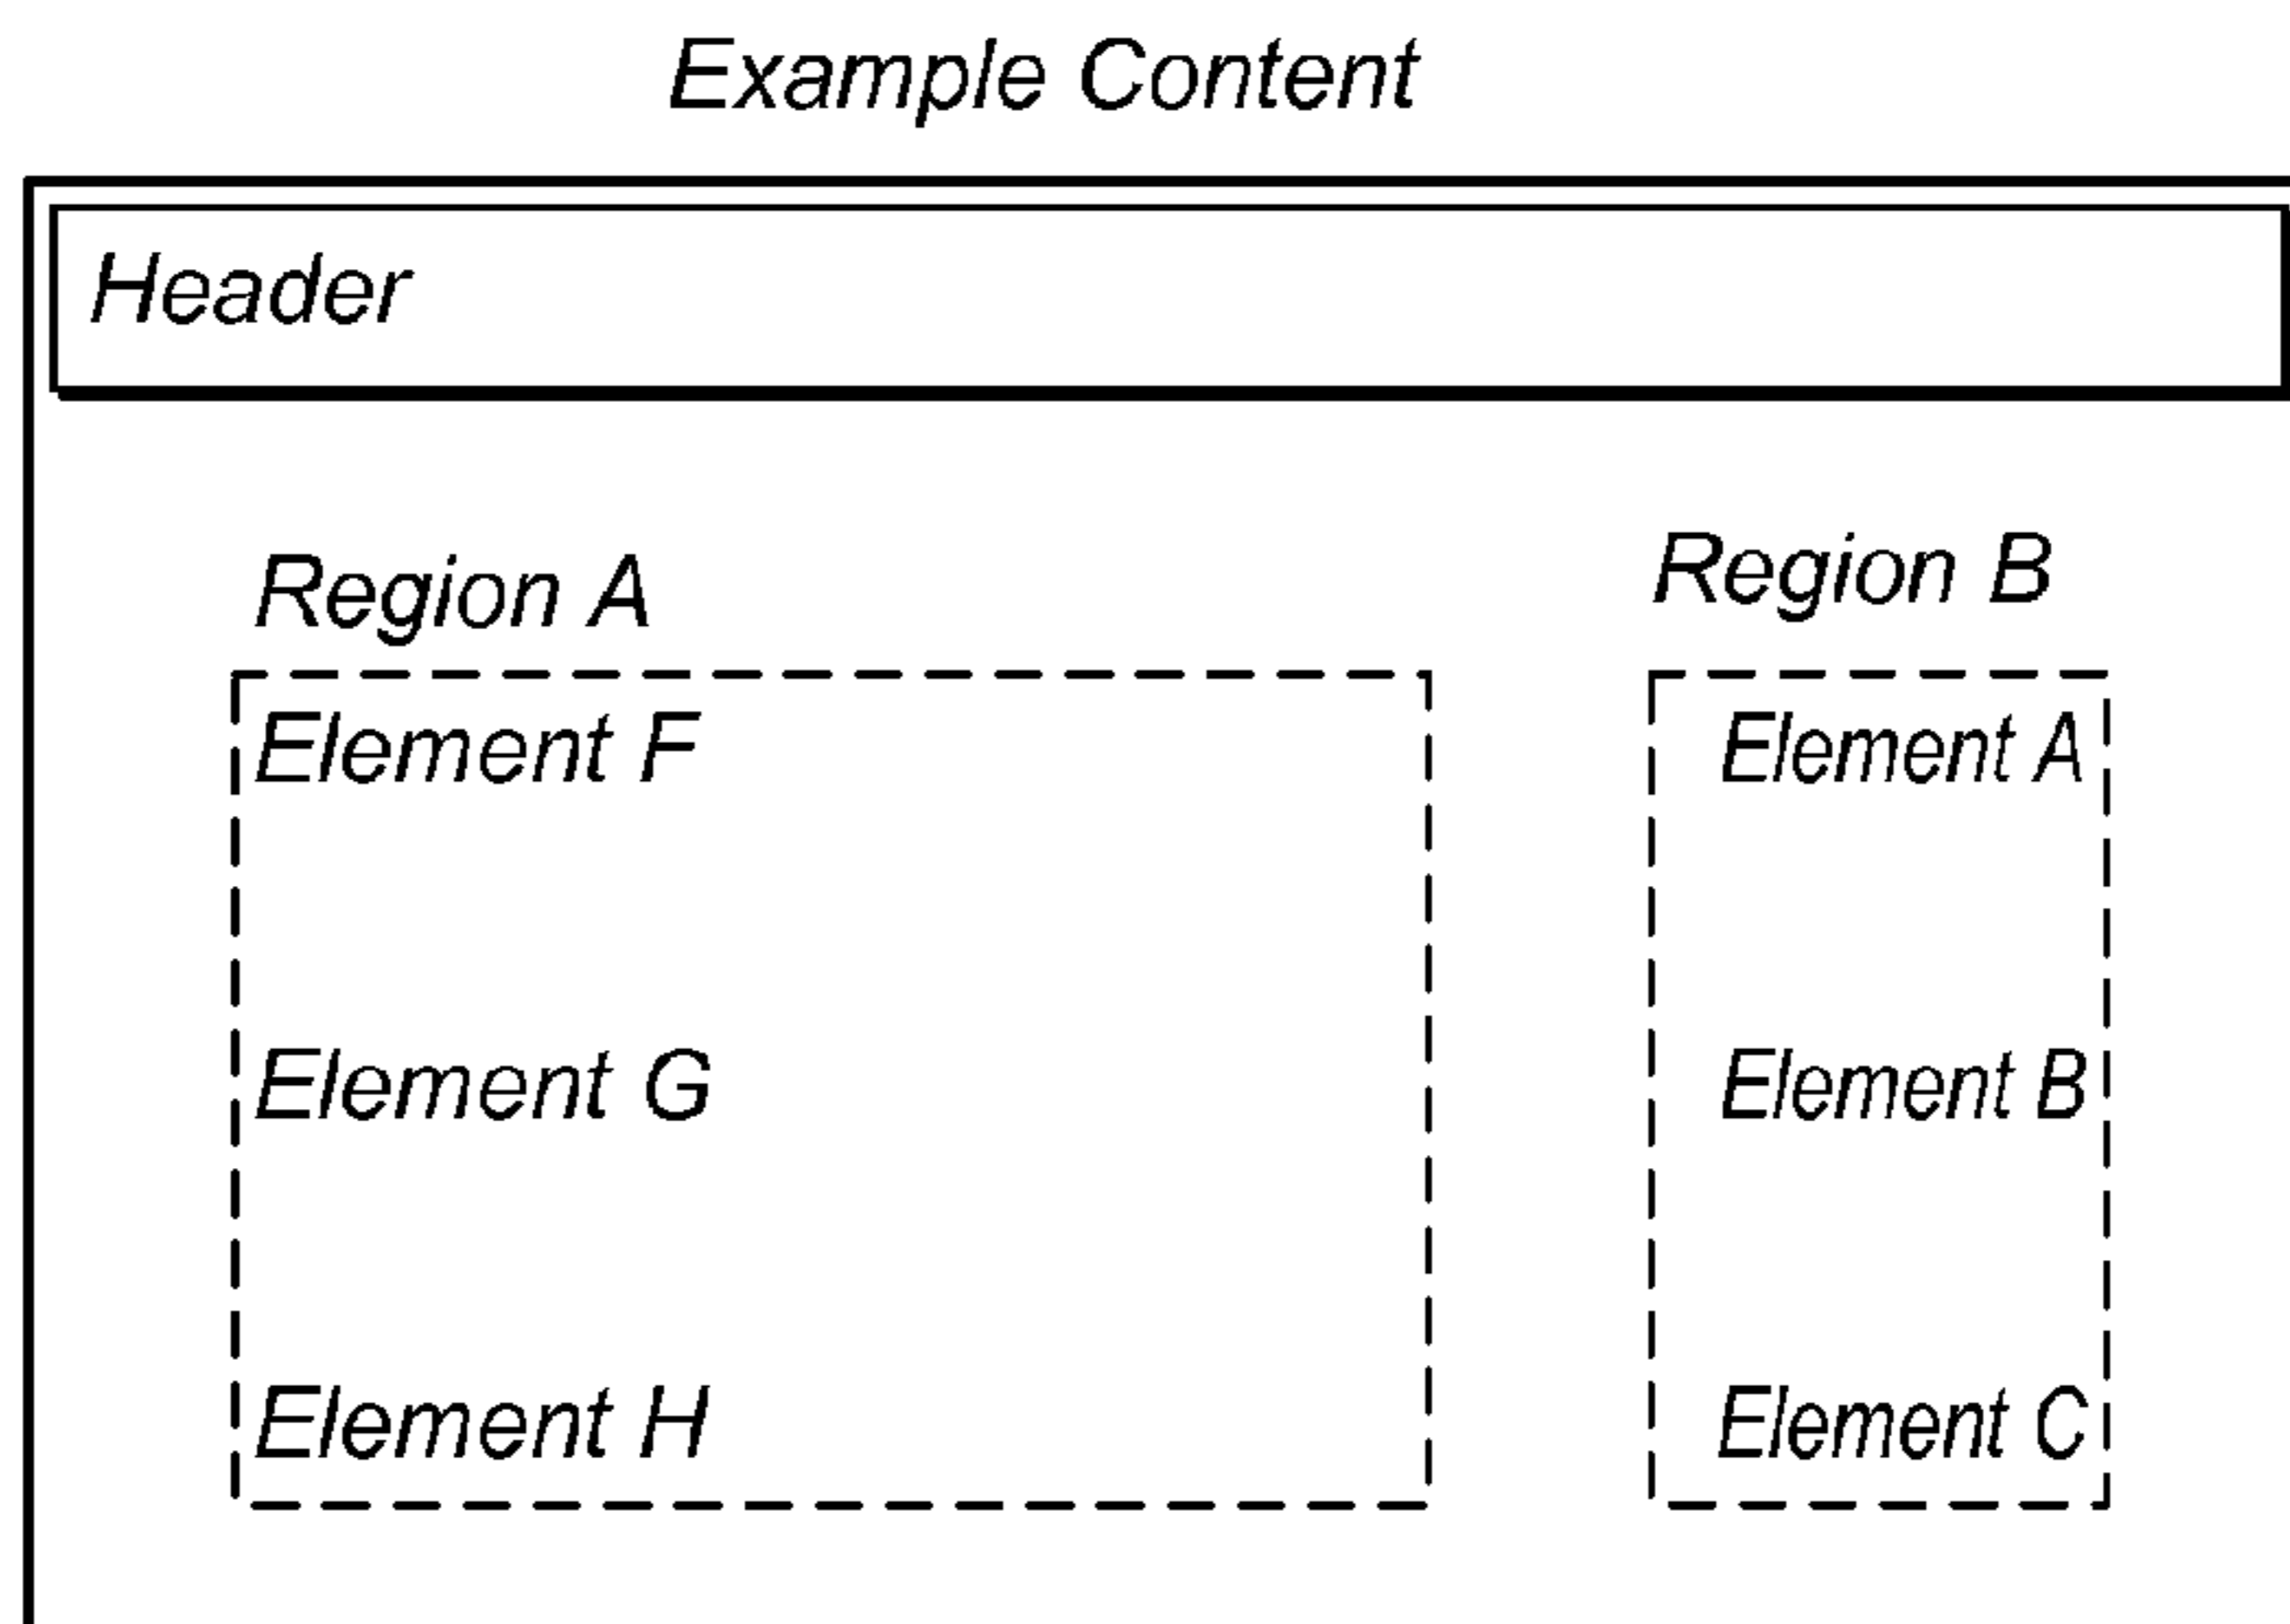 Example Content
Header
Region A
Element F
Element G
Element H
Region B
Element A
Element B
Element C